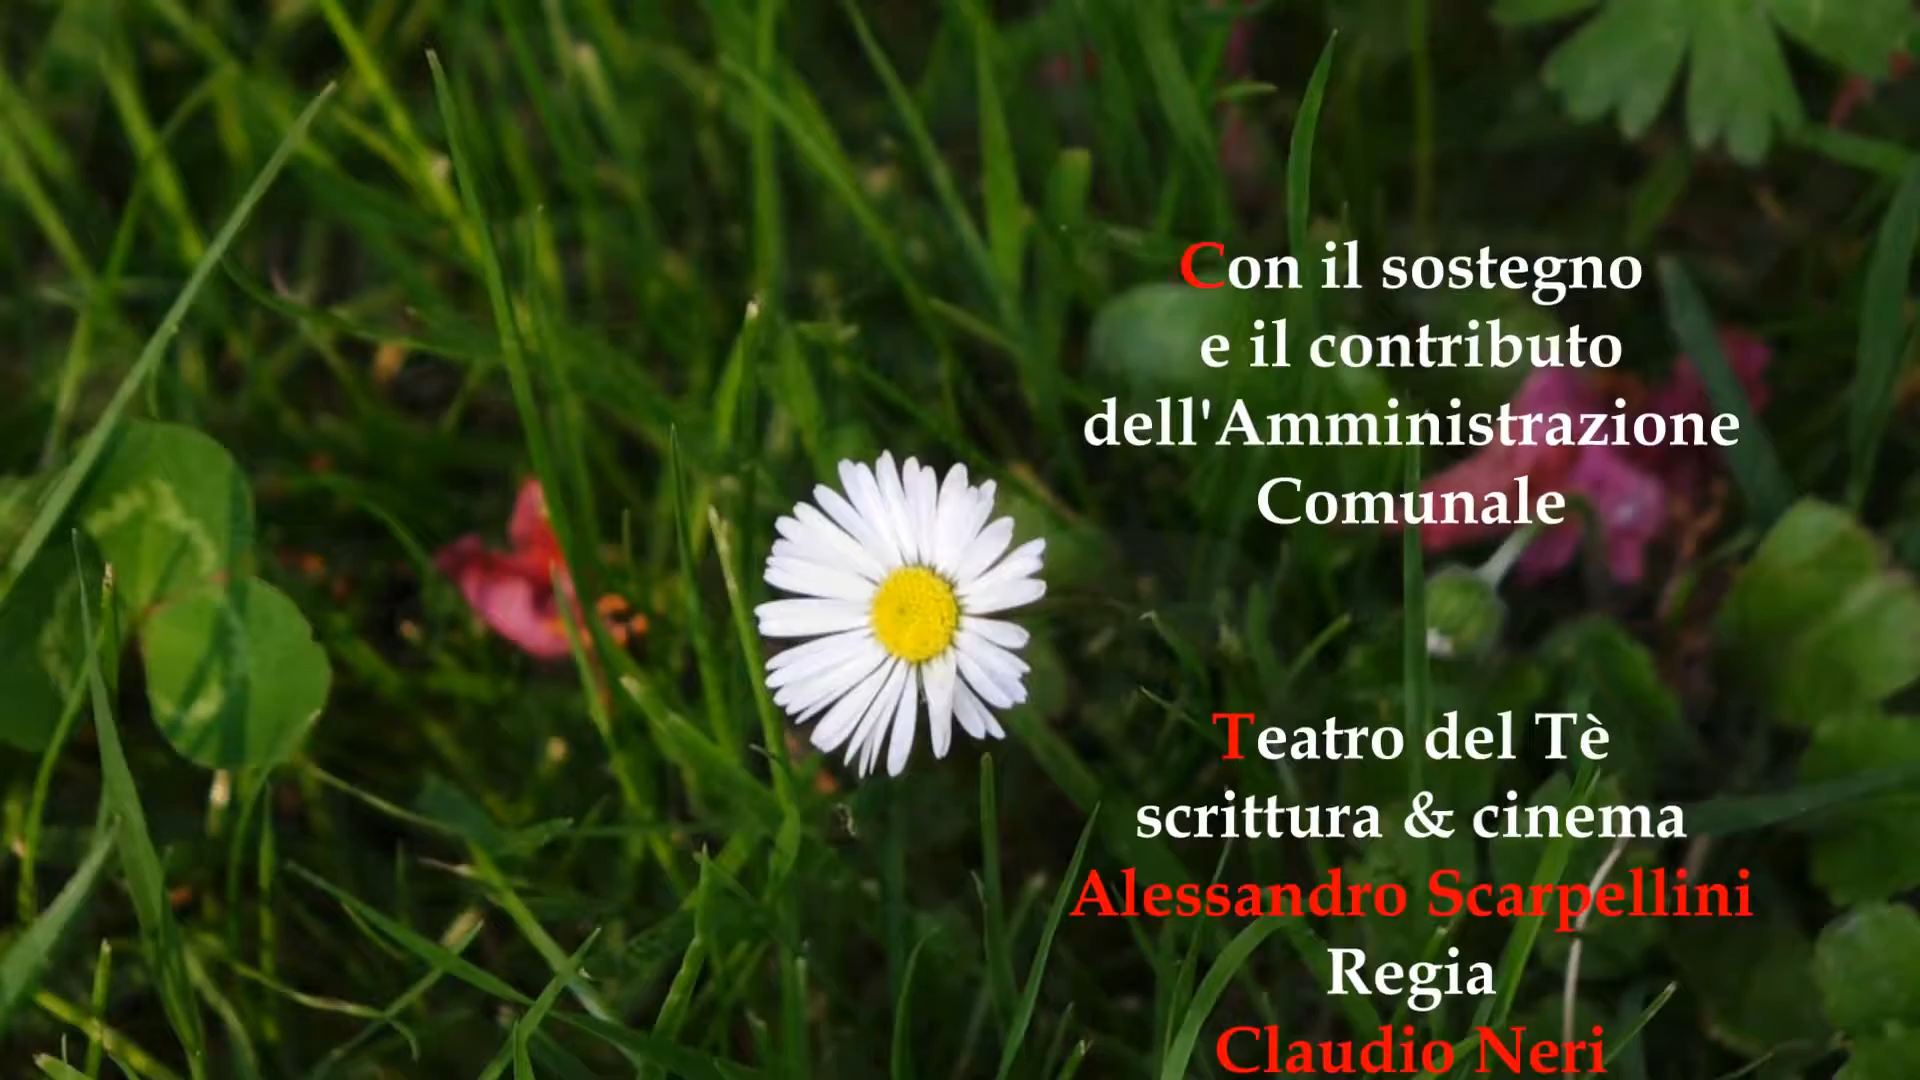 Con il sostegno
e il contributo
dell'Amministrazione
Comunale
Teatro del Tè
scrittura & cinema
Alessandro Scarpellini
Regia
Claudio Neri